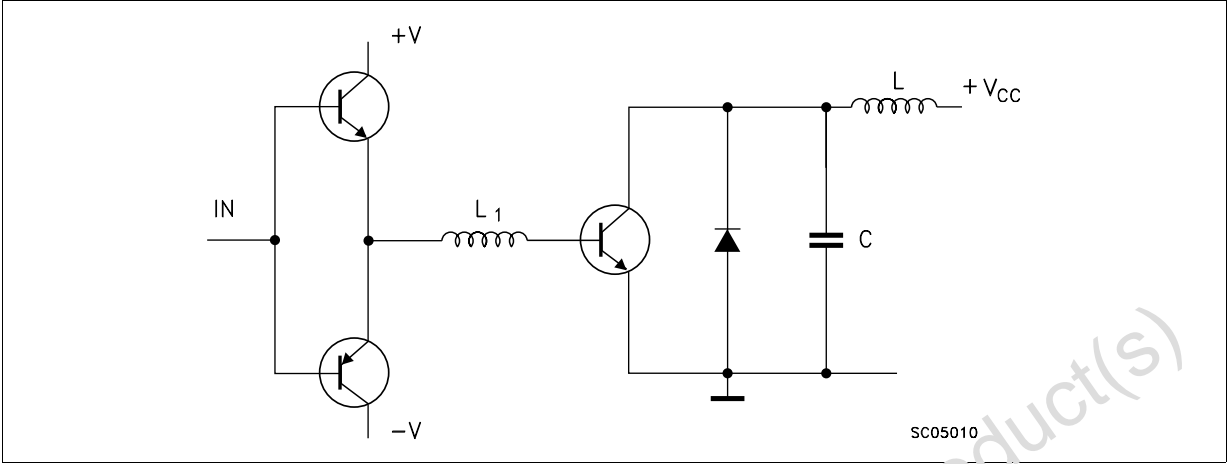 +V
L
+ VCC
IN
L 1
C
-V
SC05010
duct(s)